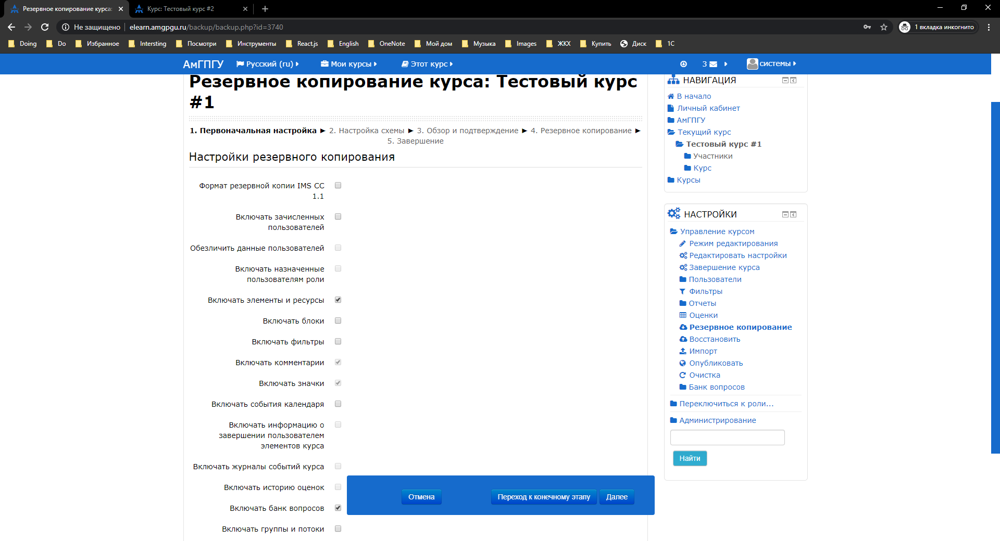 Резервное копирование курса:
Курс: Тестовый курс #2
Не защищено
elearn.amgpgu.ru/backup/backup.php?id=3740
1 вкладка инкогнито
Doing
Do
Избранное
Intersting
Посмотри
Инструменты
React.js
English
OneNote
Мой дом
Музыка
Images
ЖКХ
Купить
Диск
1С
АмГПГУ
Русский (ru)
Мои курсы
Этот курс
3
системы
Резервное копирование курса: Тестовый курс
#1
1. Первоначальная настройка ► 2. Настройка схемы ► 3. Обзор и подтверждение ► 4. Резервное копирование ►
5. Завершение
Настройки резервного копирования
Формат резервной копии IMS CC
1.1
Включать зачисленных
пользователей
Обезличить данные пользователей
Включать назначенные
пользователям роли
Включать элементы и ресурсы
Включать блоки
Включать фильтры
Включать комментарии
Включать значки
Включать события календаря
Включать информацию о
завершении пользователем
элементов курса
Включать журналы событий курса
Включать историю оценок
Включать банк вопросов
Включать группы и потоки
Отмена
Переход к конечному этапу
Далее
НАВИГАЦИЯ
В начало
Личный кабинет
АмГПГУ
Текущий курс
Тестовый курс #1
Участники
Курс
Курсы
НАСТРОЙКИ
Управление курсом
Режим редактирования
Редактировать настройки
Завершение курса
Пользователи
Фильтры
Отчеты
Оценки
Резервное копирование
Восстановить
Импорт
Опубликовать
Очистка
Банк вопросов
Переключиться к роли...
Администрирование
Найти